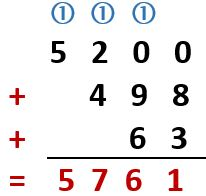 ① ① ①
5 2 0 0
+ 4 9 8
+ 6 3
= 5 7 6 1